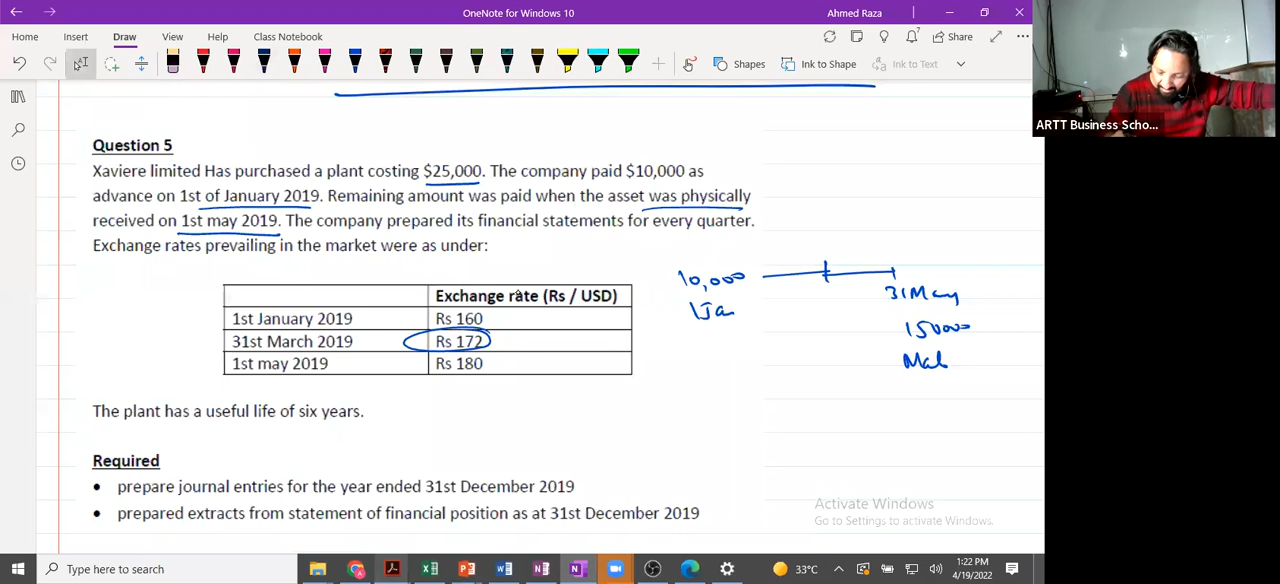 OneNote for Windows 10
Ahmed Raza
Home Insert Draw View Help Class Notebook
Share
Shapes Ink to Shape Ink to Text
ARTT Business Scho...
Question 5
Xaviere limited Has purchased a plant costing $25,000. The company paid $10,000 as
advance on 1st of January 2019. Remaining amount was paid when the asset was physically
received on 1st may 2019. The company prepared its financial statements for every quarter.
Exchange rates prevailing in the market were as under:
10,000
1Jan
31May
15000
Exchange rate (Rs / USD)
1st January 2019 Rs 160
31st March 2019 Rs 172
1st may 2019 Rs 180
The plant has a useful life of six years.
Required
• prepare journal entries for the year ended 31st December 2019
• prepared extracts from statement of financial position as at 31st December 2019
Activate Windows
Go to Settings to activate Windows.
Type here to search
33°C
1:22 PM
4/19/2022